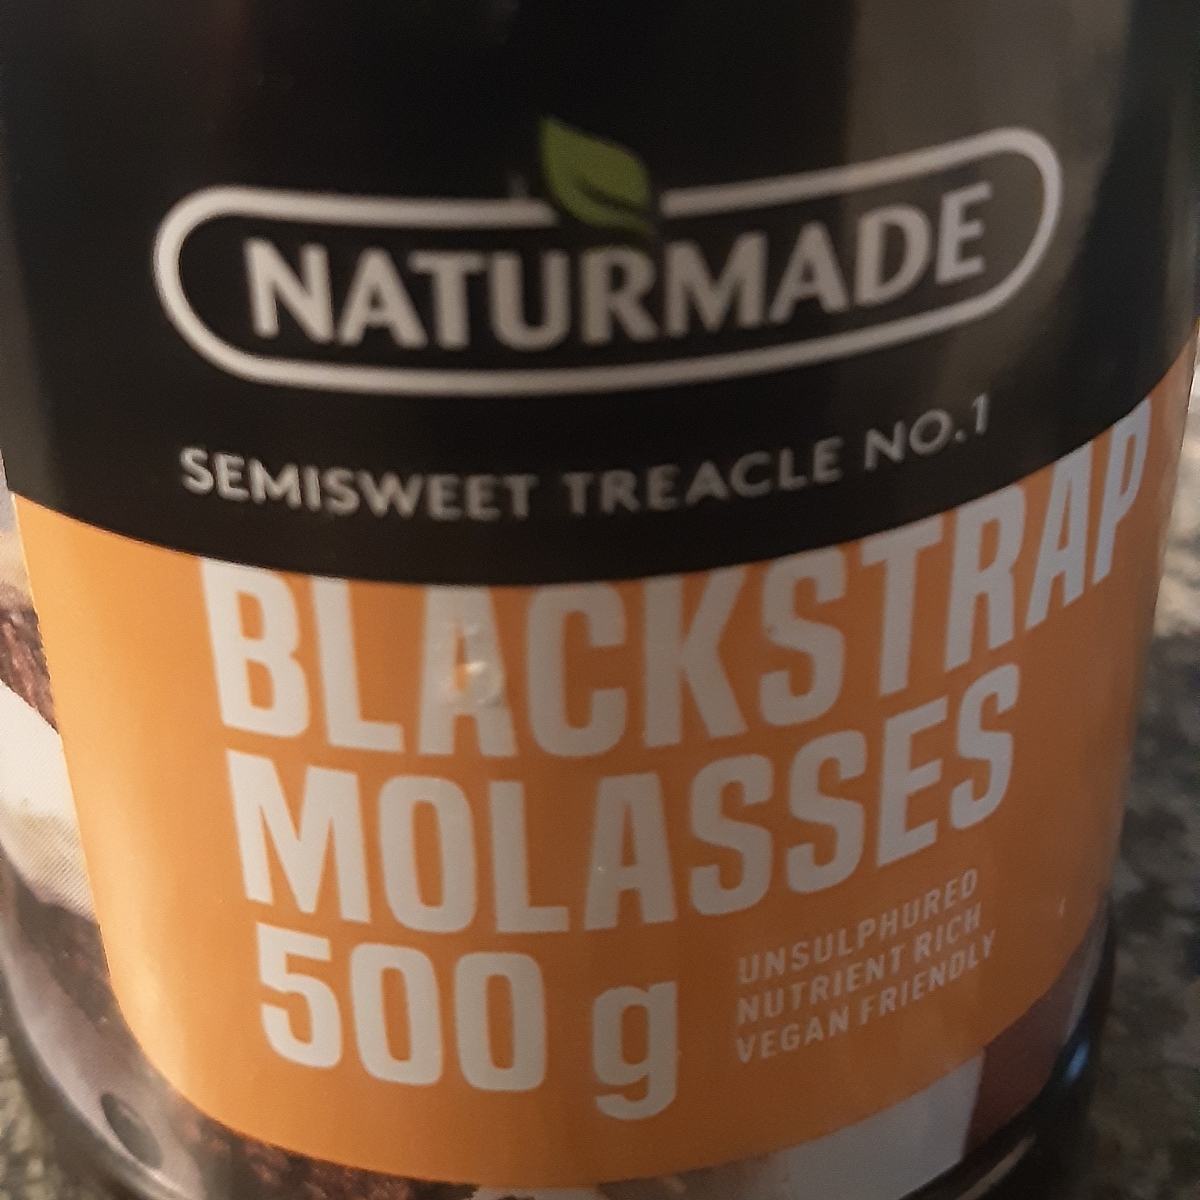 NATURMADE
SEMISWEET TREACLE NO.1
BLACKSTRAP
MOLASSES
500 g
UNSULPHURED
NUTRIENT RICH
VEGAN FRIENDLY